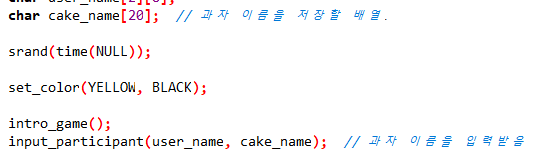 char cake_name[20];  // 과자 이름을 저장할 배열.
srand(time(NULL));
set_color(YELLOW, BLACK);
intro_game();
input_participant(user_name, cake_name);  // 과자 이름을 입력받음